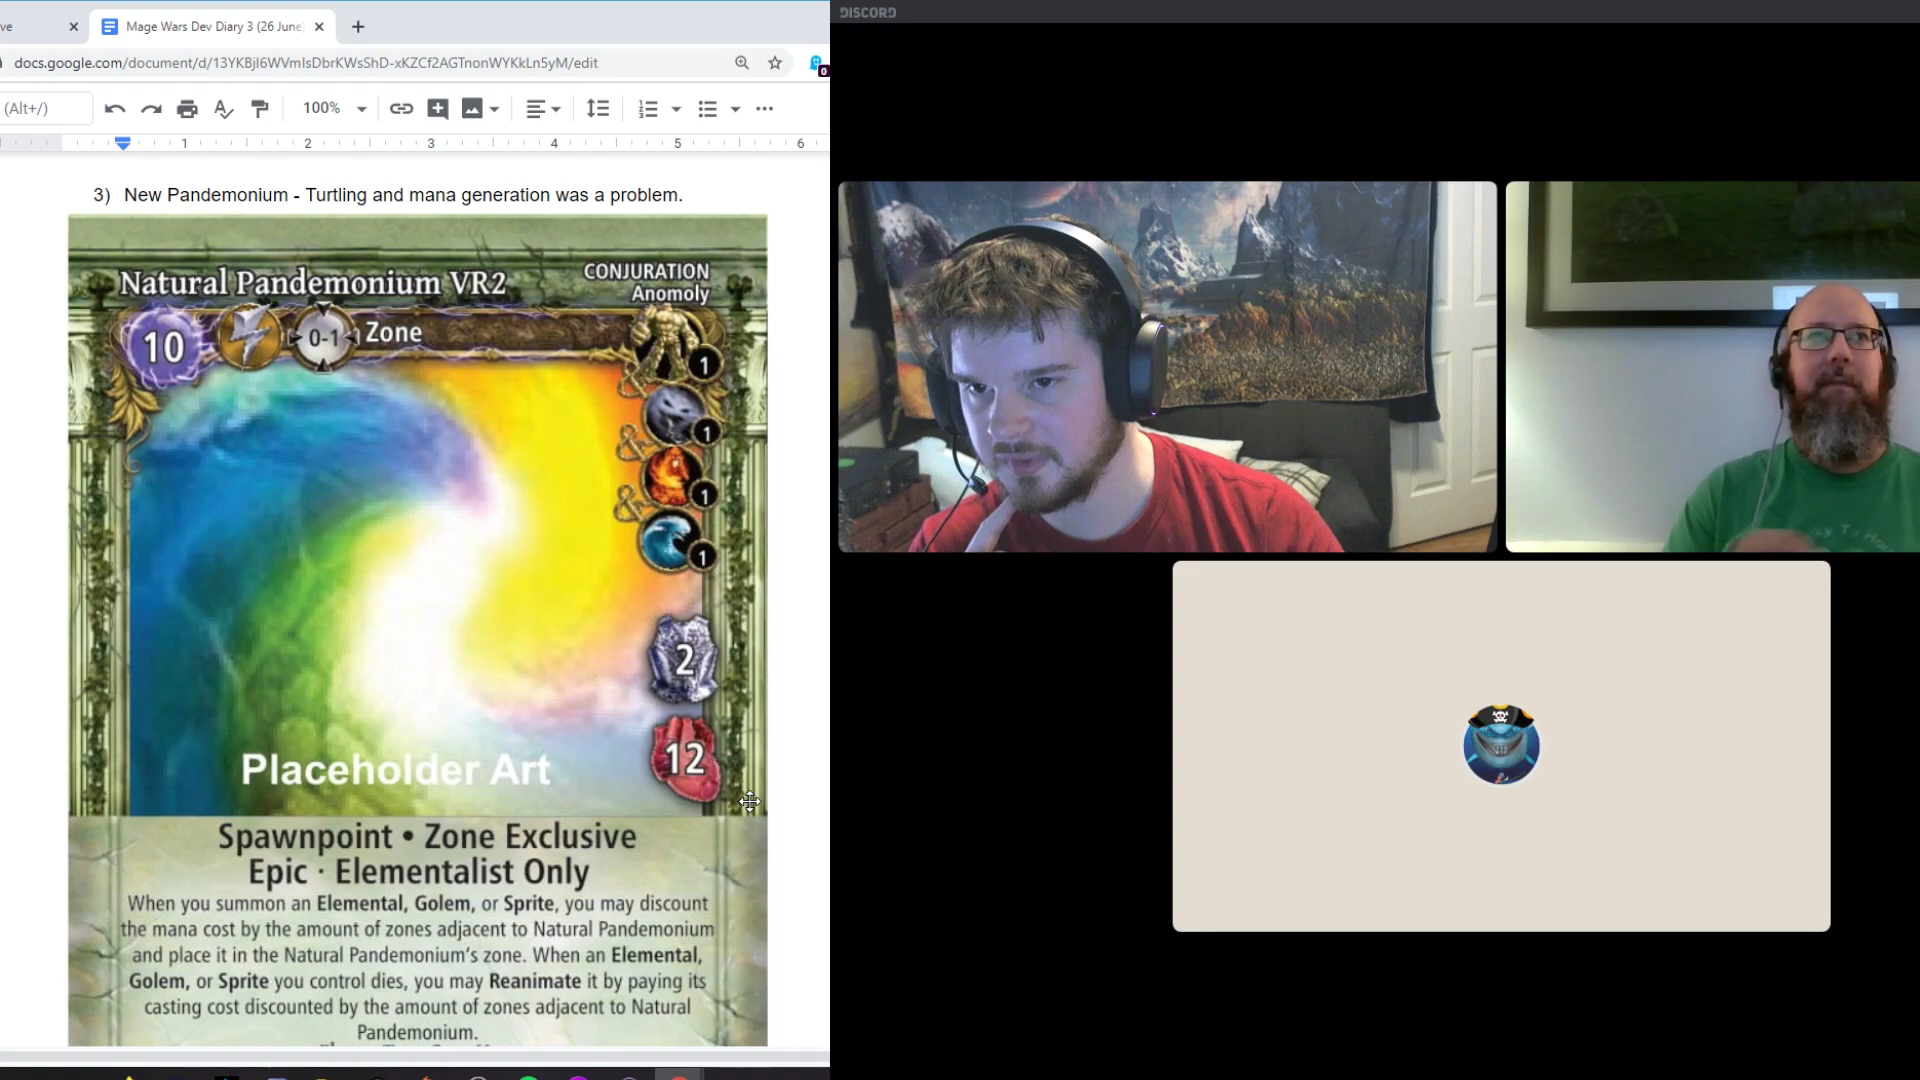 DISCORD
ve
Mage Wars Dev Diary 3 (26 June
docs.google.com/document/d/13YKBjI6WVmIsDbrKWsShD-xKZCf2AGTnonWYKkLn5yM/edit
0
(Alt+/)
100%
1 2 3 4 5 6
3) New Pandemonium - Turtling and mana generation was a problem.
Natural Pandemonium VR2
CONJURATION
Anomoly
10
0-1
Zone
1
1
1
1
2
12
Placeholder Art
Spawnpoint • Zone Exclusive
Epic · Elementalist Only
When you summon an Elemental, Golem, or Sprite, you may discount
the mana cost by the amount of zones adjacent to Natural Pandemonium
and place it in the Natural Pandemonium's zone. When an Elemental,
Golem, or Sprite you control dies, you may Reanimate it by paying its
casting cost discounted by the amount of zones adjacent to Natural
Pandemonium.